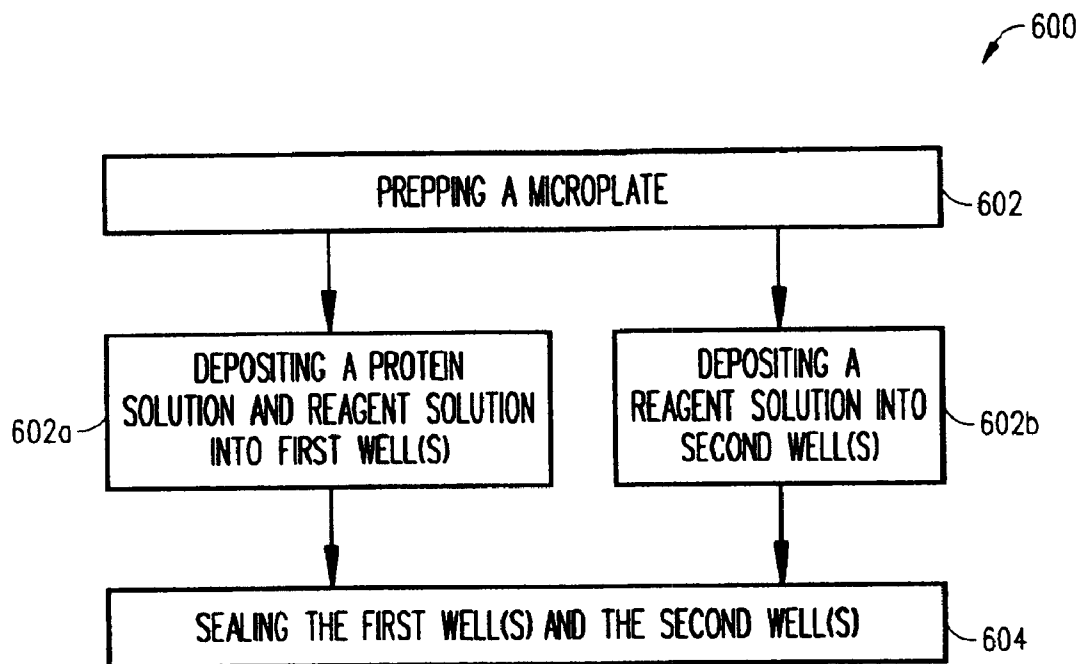 600
PREPPING A MICROPLATE
602
DEPOSITING A PROTEIN
SOLUTION AND REAGENT SOLUTION
INTO FIRST WELL(S)
602a
DEPOSITING A
REAGENT SOLUTION INTO
SECOND WELL(S)
602b
SEALING THE FIRST WELL(S) AND THE SECOND WELL(S)
604